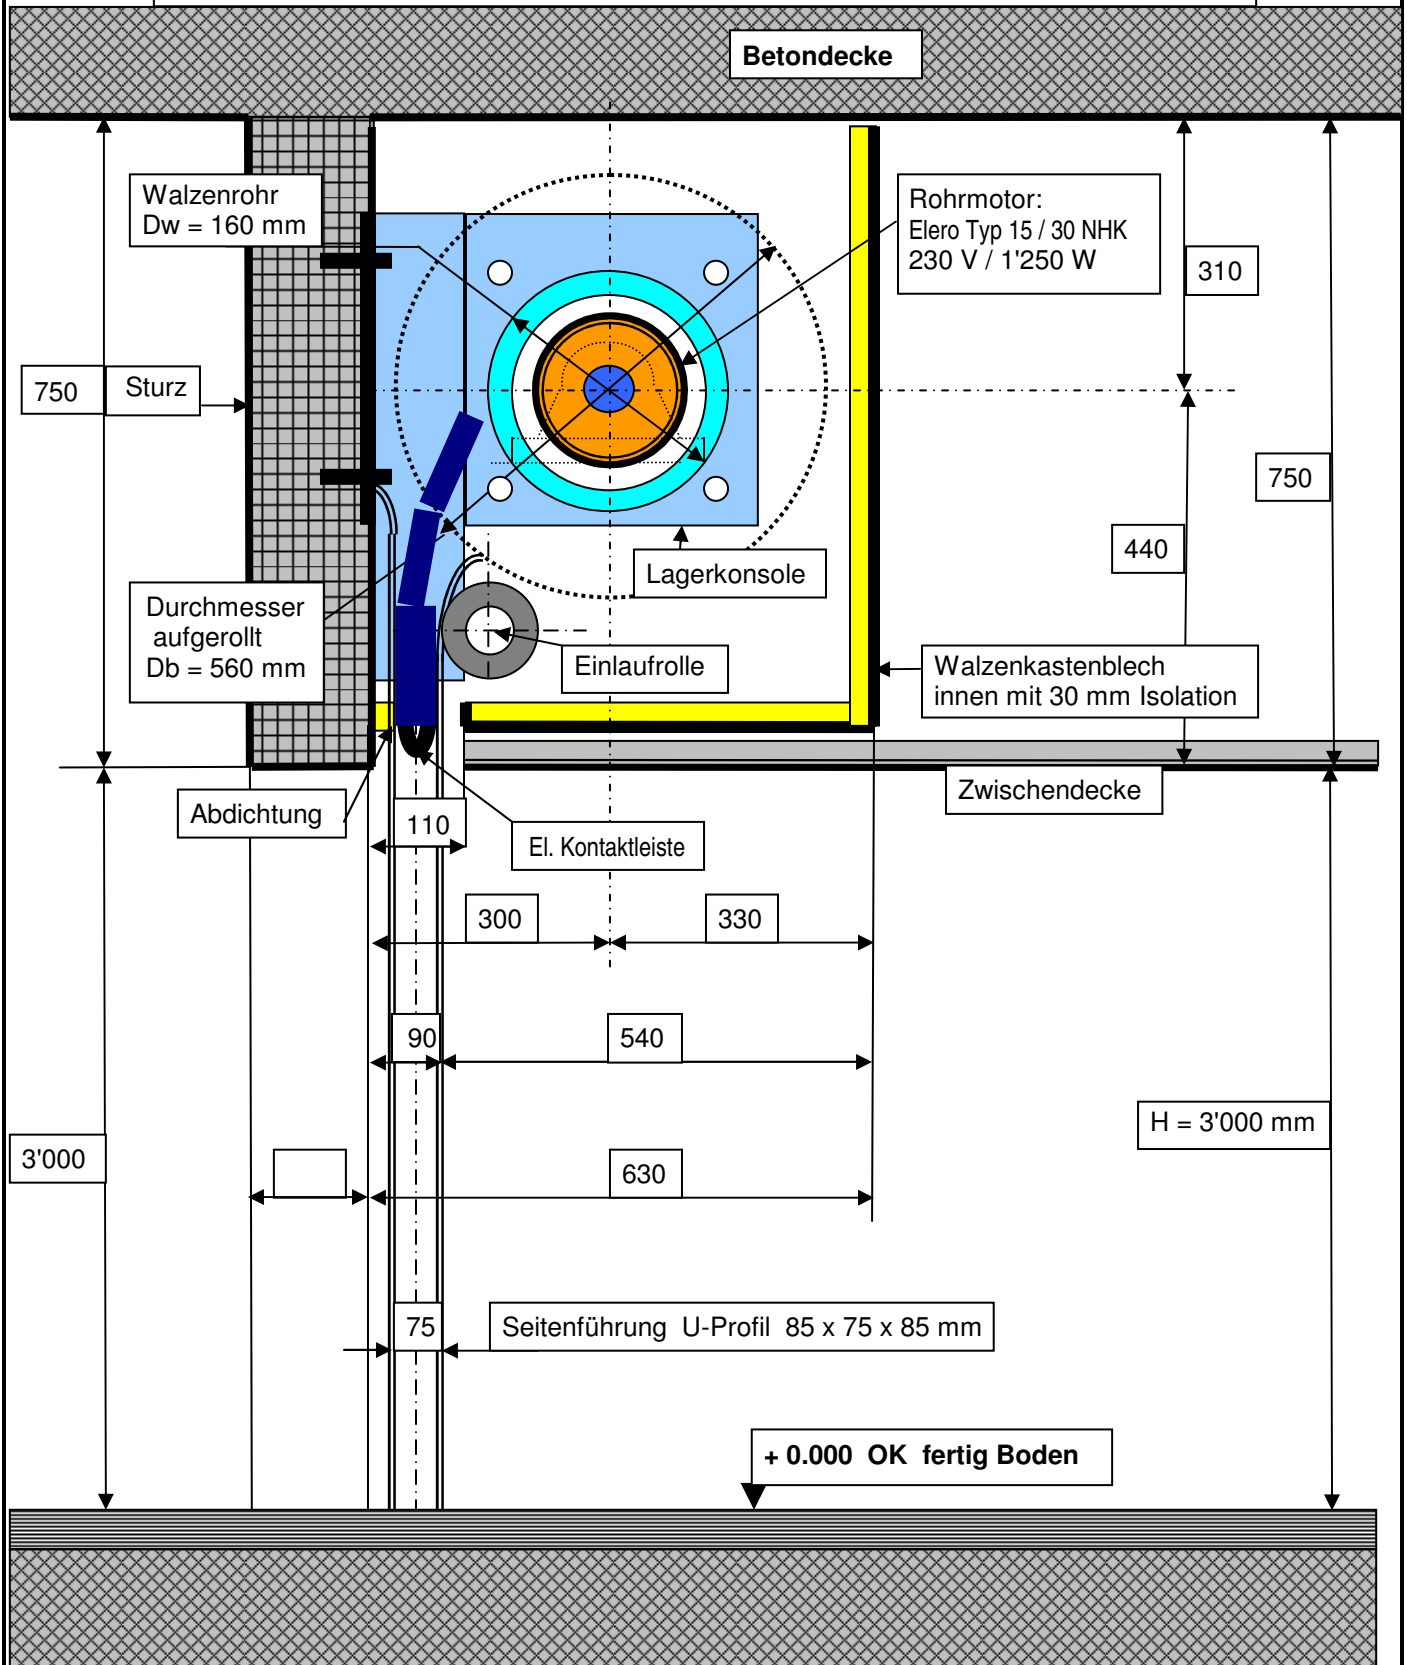 Betondecke
Walzenrohr
Dw = 160 mm
Rohrmotor:
Elero Typ 15 / 30 NHK
230 V / 1'250 W
310
750
Sturz
750
440
Lagerkonsole
Durchmesser
aufgerollt
Db = 560 mm
Einlaufrolle
Walzenkastenblech
innen mit 30 mm Isolation
Zwischendecke
Abdichtung
110
El. Kontaktleiste
300
330
90
540
H = 3'000 mm
3'000
630
75
Seitenführung U-Profil 85 x 75 x 85 mm
+ 0.000 OK fertig Boden